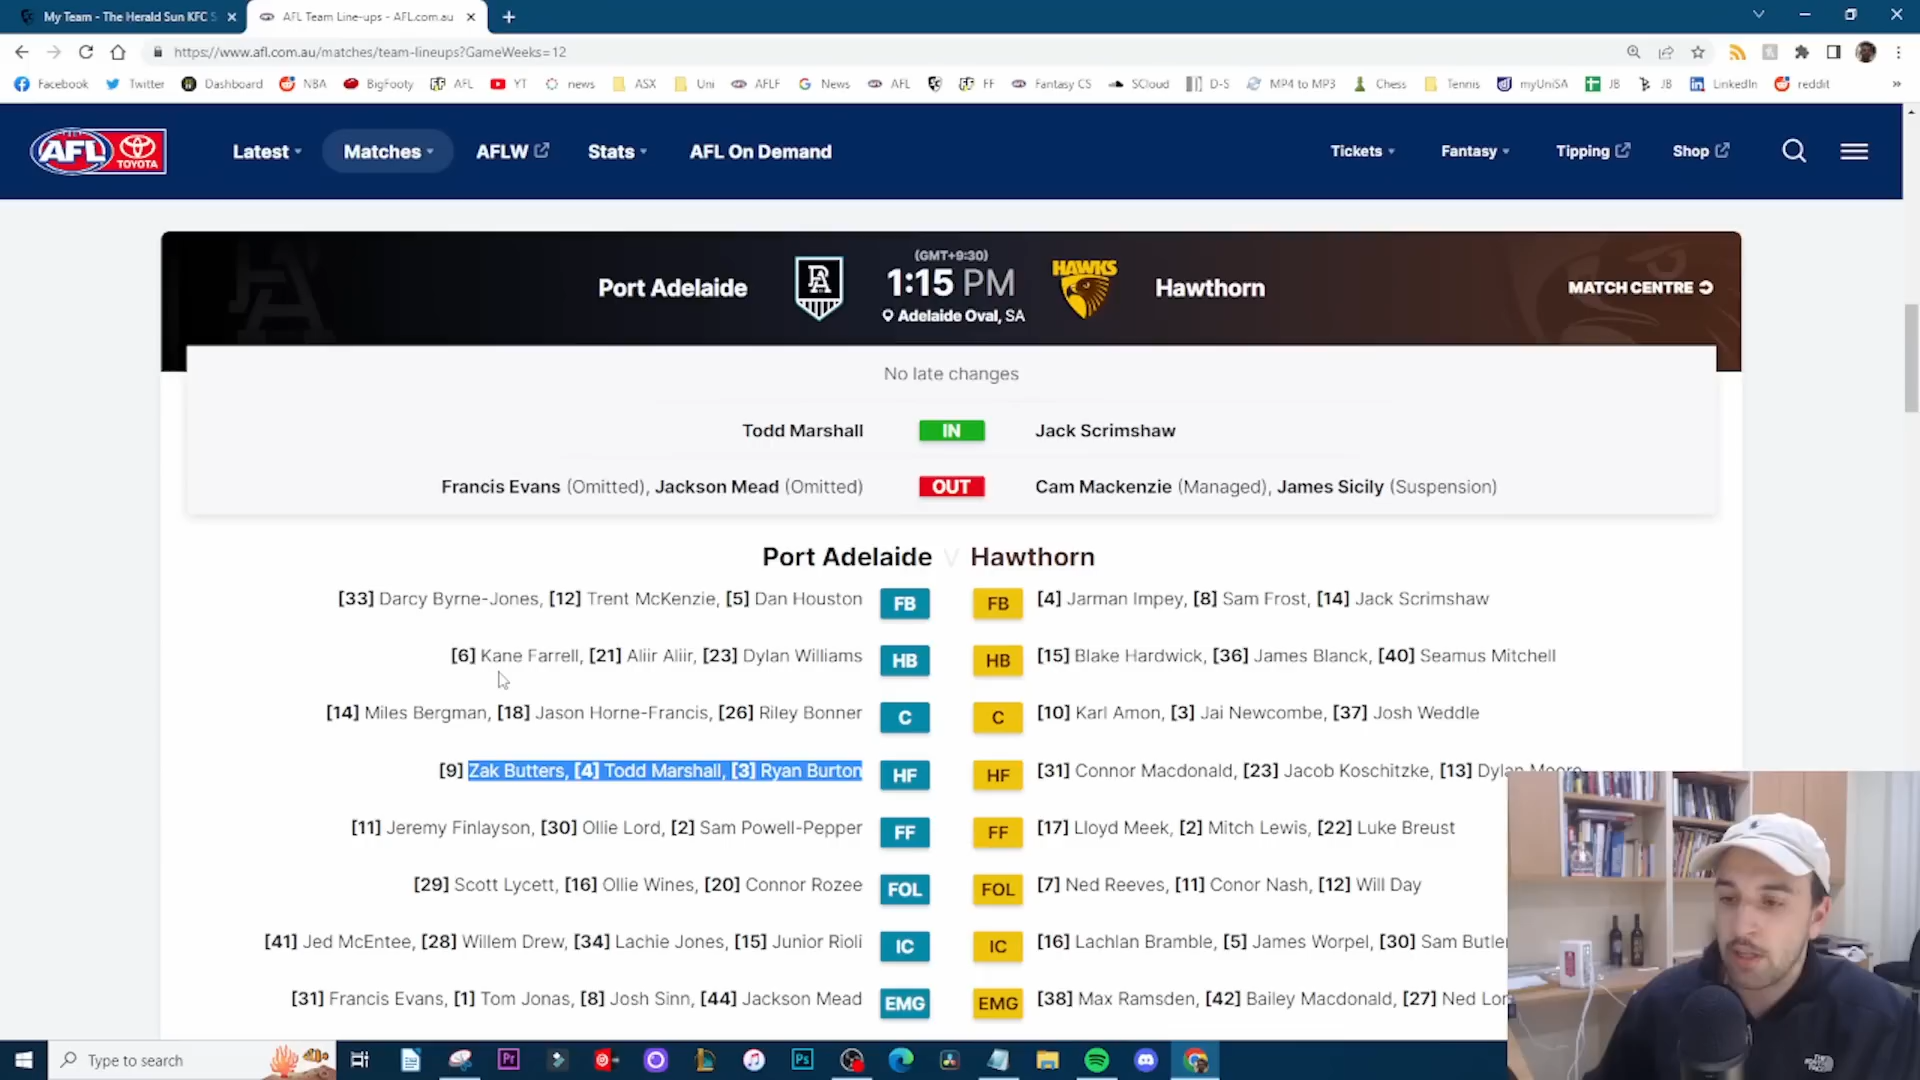 My Team - The Herald Sun KFC S
AFL Team Line-ups - AFL.com.au
https://www.afl.com.au/matches/team-lineups?GameWeeks=12
Facebook Twitter Dashboard NBA BigFooty AFL YT news ASX Uni AFLF News AFL FF Fantasy CS SCloud D-S MP4 to MP3 Chess Tennis myUniSA JB JB LinkedIn reddit
AFL TOYOTA Latest Matches AFLW Stats AFL On Demand Tickets Fantasy Tipping Shop
(GMT+9:30)
Port Adelaide 1:15 PM HAWKS Hawthorn MATCH CENTRE
Adelaide Oval, SA
No late changes
Todd Marshall IN Jack Scrimshaw
Francis Evans (Omitted), Jackson Mead (Omitted) OUT Cam Mackenzie (Managed), James Sicily (Suspension)
Port Adelaide V Hawthorn
[33] Darcy Byrne-Jones, [12] Trent McKenzie, [5] Dan Houston FB FB [4] Jarman Impey, [8] Sam Frost, [14] Jack Scrimshaw
[6] Kane Farrell, [21] Aliir Aliir, [23] Dylan Williams HB HB [15] Blake Hardwick, [36] James Blanck, [40] Seamus Mitchell
[14] Miles Bergman, [18] Jason Horne-Francis, [26] Riley Bonner C C [10] Karl Amon, [3] Jai Newcombe, [37] Josh Weddle
[9] Zak Butters, [4] Todd Marshall, [3] Ryan Burton HF HF [31] Connor Macdonald, [23] Jacob Koschitzke, [13] Dylan Moore
[11] Jeremy Finlayson, [30] Ollie Lord, [2] Sam Powell-Pepper FF FF [17] Lloyd Meek, [2] Mitch Lewis, [22] Luke Breust
[29] Scott Lycett, [16] Ollie Wines, [20] Connor Rozee FOL FOL [7] Ned Reeves, [11] Conor Nash, [12] Will Day
[41] Jed McEntee, [28] Willem Drew, [34] Lachie Jones, [15] Junior Rioli IC IC [16] Lachlan Bramble, [5] James Worpel, [30] Sam Butle
[31] Francis Evans, [1] Tom Jonas, [8] Josh Sinn, [44] Jackson Mead EMG EMG [38] Max Ramsden, [42] Bailey Macdonald, [27] Ned Lon
Type to search Pr Ps